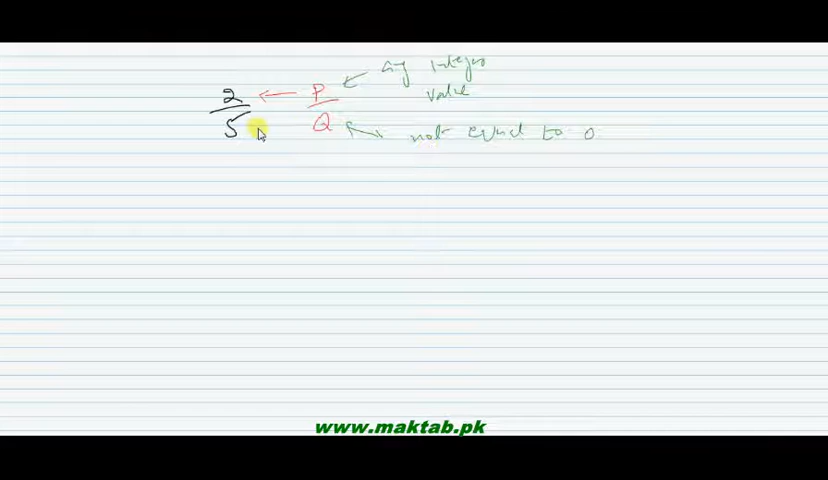 any integer
2 P value
5 Q not equal to 0
www.maktab.pk